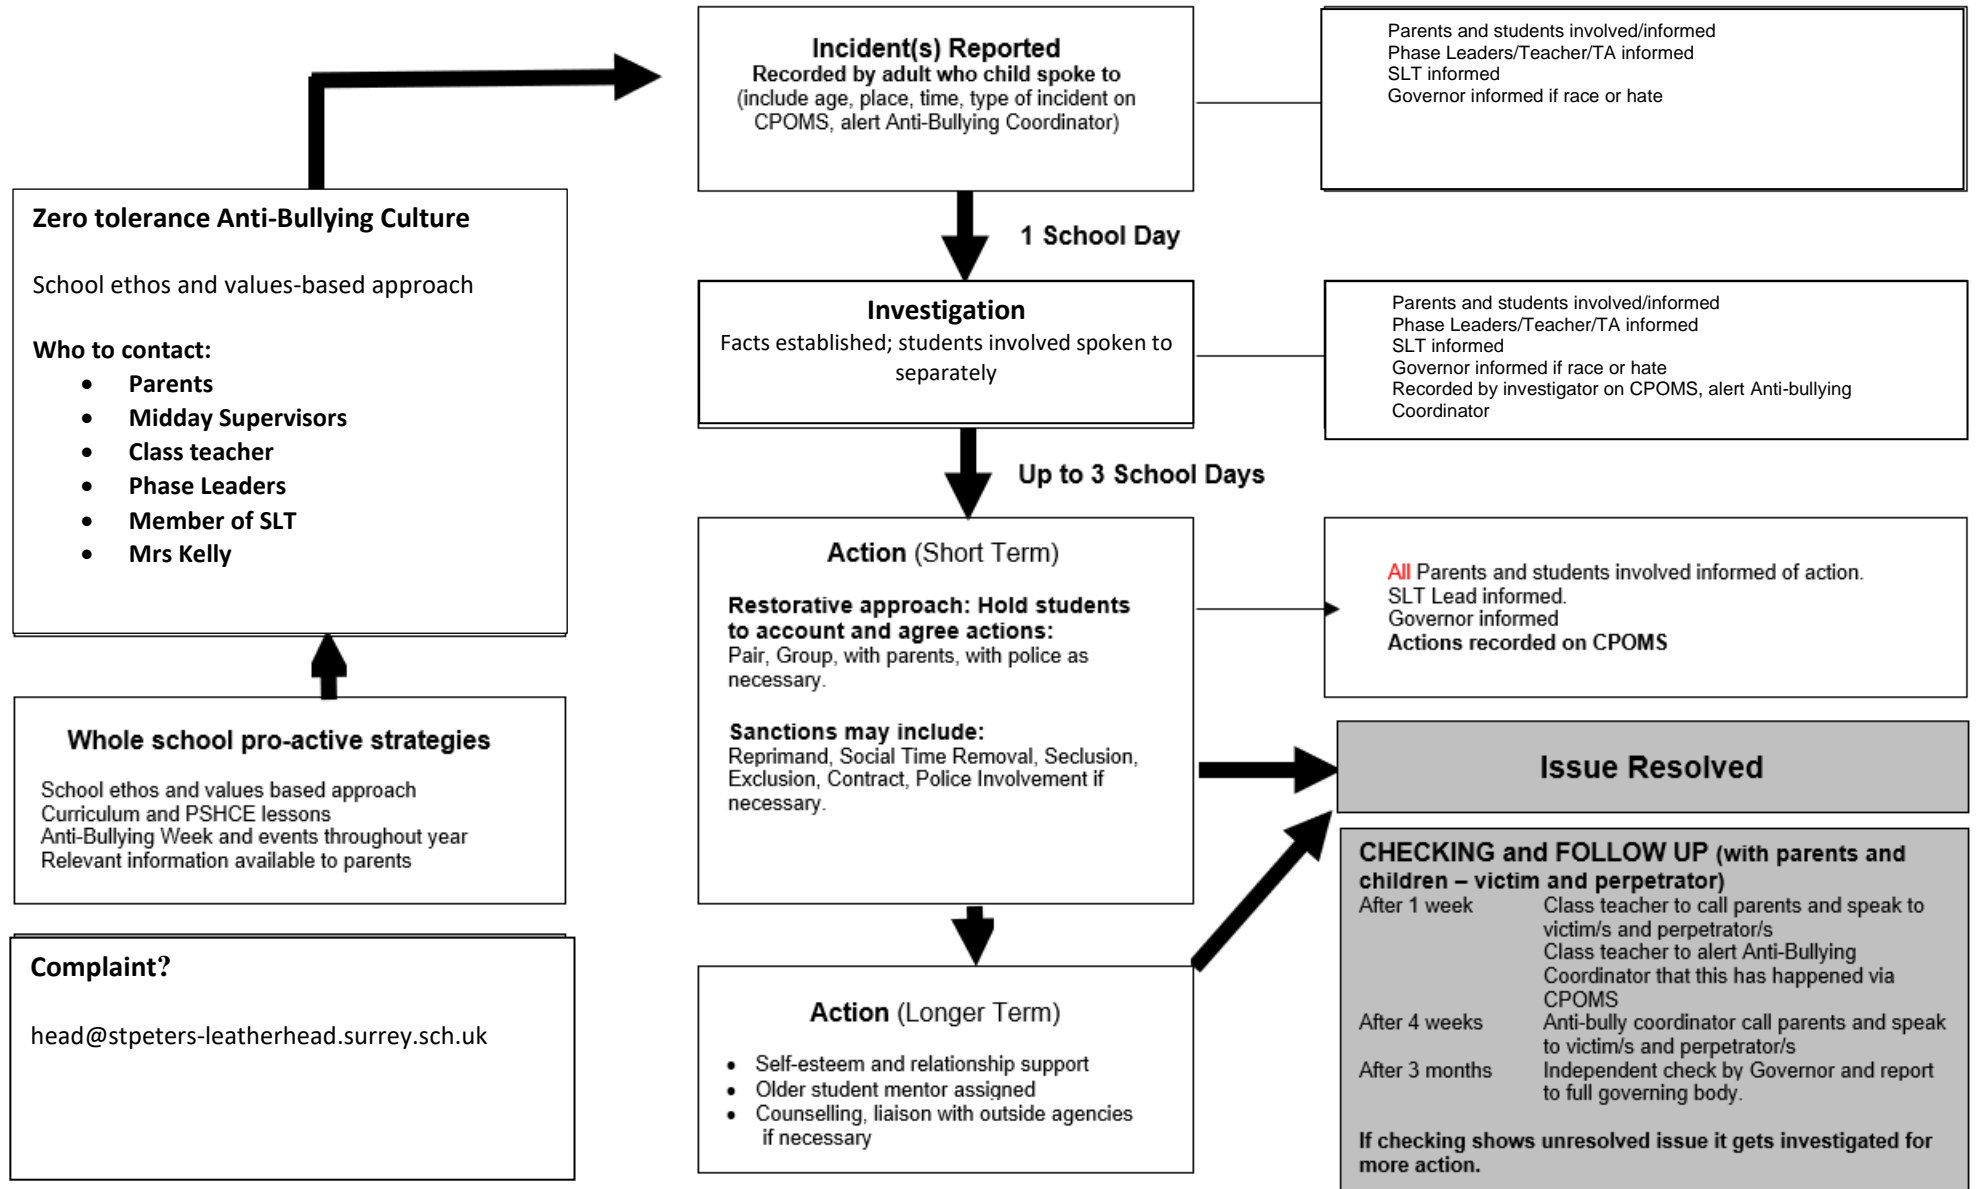 Incident(s) Reported
Recorded by adult who child spoke to
(include age, place, time, type of incident on
CPOMS, alert Anti-Bullying Coordinator)
Parents and students involved/informed
Phase Leaders/Teacher/TA informed
SLT informed
Governor informed if race or hate
Zero tolerance Anti-Bullying Culture
School ethos and values-based approach
Who to contact:
• Parents
• Midday Supervisors
• Class teacher
• Phase Leaders
• Member of SLT
• Mrs Kelly
1 School Day
Investigation
Facts established; students involved spoken to
separately
Parents and students involved/informed
Phase Leaders/Teacher/TA informed
SLT informed
Governor informed if race or hate
Recorded by investigator on CPOMS, alert Anti-bullying
Coordinator
Up to 3 School Days
Action (Short Term)
Restorative approach: Hold students
to account and agree actions:
Pair, Group, with parents, with police as
necessary.
Sanctions may include:
Reprimand, Social Time Removal, Seclusion,
Exclusion, Contract, Police Involvement if
necessary.
All Parents and students involved informed of action.
SLT Lead informed.
Governor informed
Actions recorded on CPOMS
Whole school pro-active strategies
School ethos and values based approach
Curriculum and PSHCE lessons
Anti-Bullying Week and events throughout year
Relevant information available to parents
Issue Resolved
Complaint?
head@stpeters-leatherhead.surrey.sch.uk
Action (Longer Term)
• Self-esteem and relationship support
• Older student mentor assigned
• Counselling, liaison with outside agencies
if necessary
CHECKING and FOLLOW UP (with parents and
children – victim and perpetrator)
After 1 week Class teacher to call parents and speak to
victim/s and perpetrator/s
Class teacher to alert Anti-Bullying
Coordinator that this has happened via
CPOMS
After 4 weeks Anti-bully coordinator call parents and speak
to victim/s and perpetrator/s
After 3 months Independent check by Governor and report
to full governing body.
If checking shows unresolved issue it gets investigated for
more action.